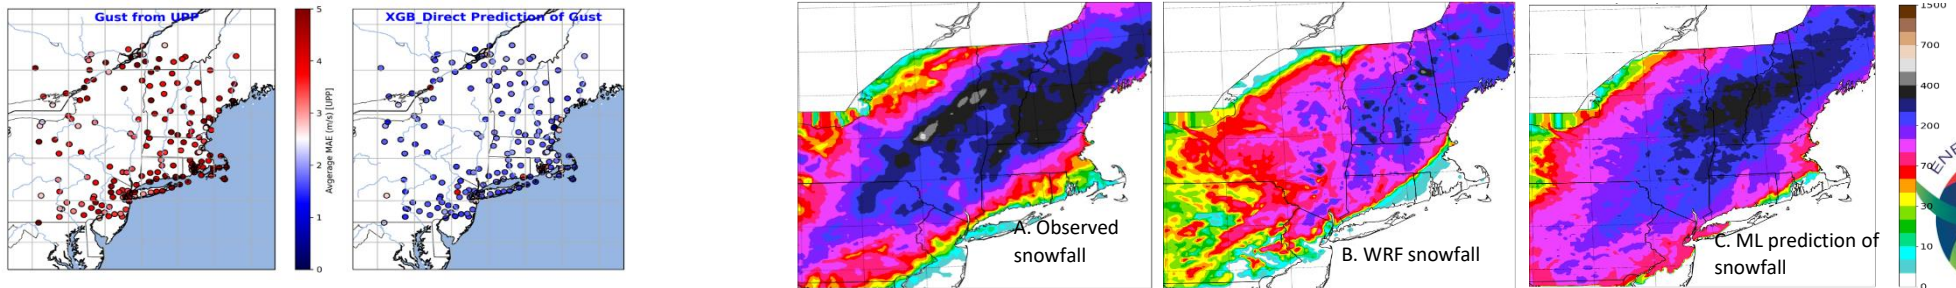 Gust from UPP
XGB_Direct Prediction of Gust
5
4
3
2
1
0
Avgerage MAE (m/s) [UPP]
A. Observed
snowfall
B. WRF snowfall
C. ML prediction of
snowfall
1500
700
400
200
70
30
10
0
ENE